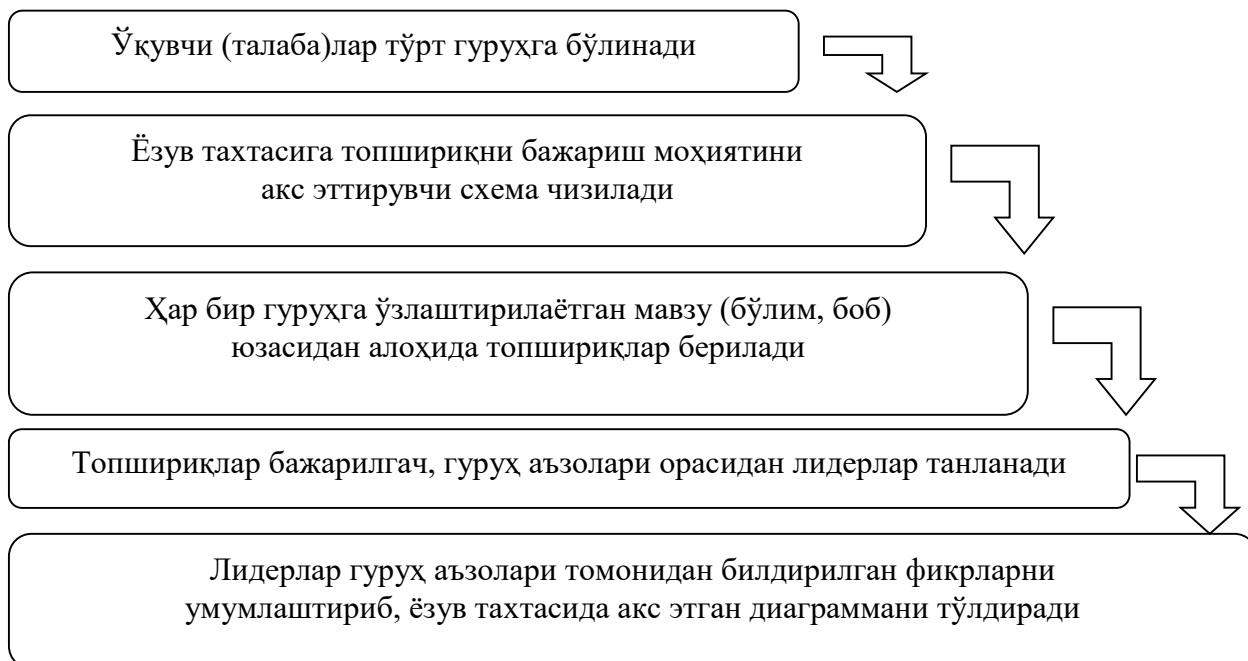 Ўқувчи (талаба)лар тўрт гуруҳга бўлинади
Ёзув тахтасига топшириқни бажариш моҳиятини
акс эттирувчи схема чизилади
Ҳар бир гуруҳга ўзлаштирилаётган мавзу (бўлим, боб)
юзасидан алоҳида топшириқлар берилади
Топшириқлар бажарилгач, гуруҳ аъзолари орасидан лидерлар танланади
Лидерлар гуруҳ аъзолари томонидан билдирилган фикрларни
умумлаштириб, ёзув тахтасида акс этган диаграммани тўлдиради